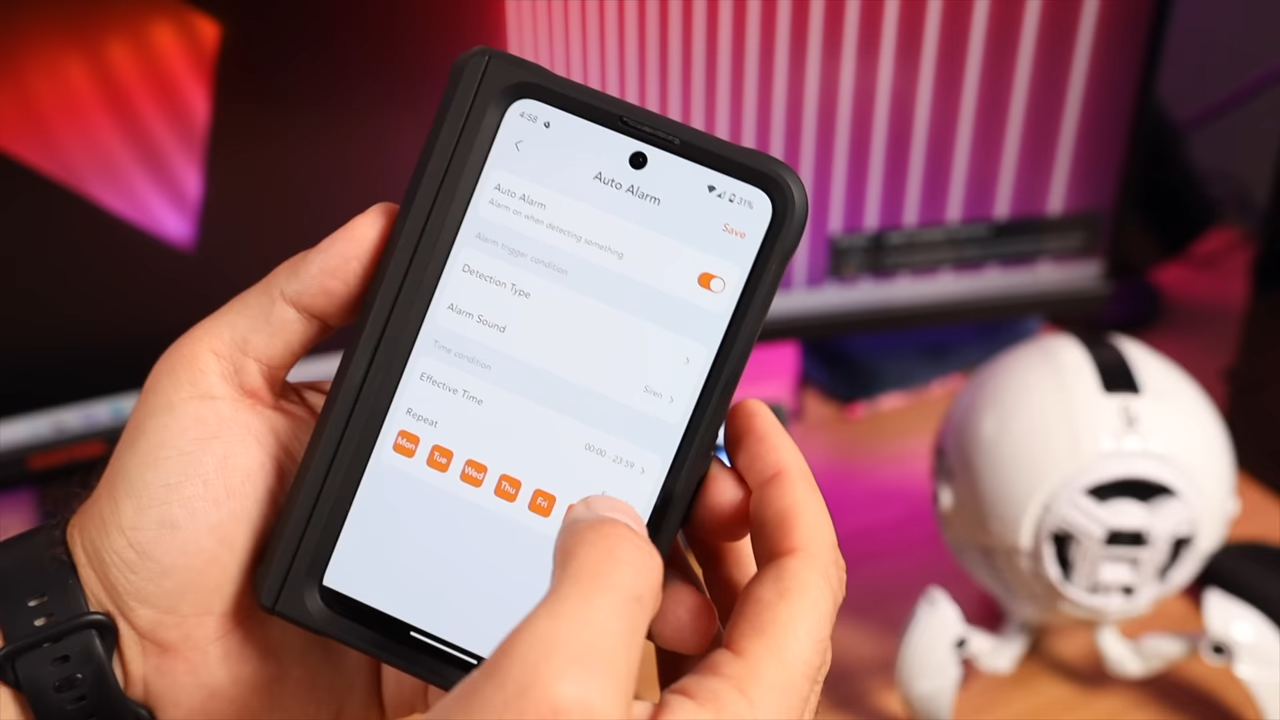 4:58
31%
Auto Alarm
Save
Auto Alarm
Alarm on when detecting something
Alarm trigger condition
Detection Type
Alarm Sound
Siren
Time condition
Effective Time
00:00 - 23:59
Repeat
Mon Tue Wed Thu Fri